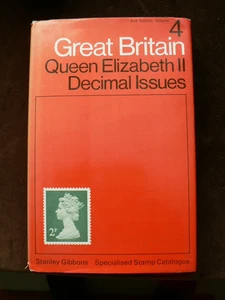 4
Great Britain
Queen Elizabeth II
Decimal Issues
2P
Stanley Gibbons Specialised Stamp Catalogue